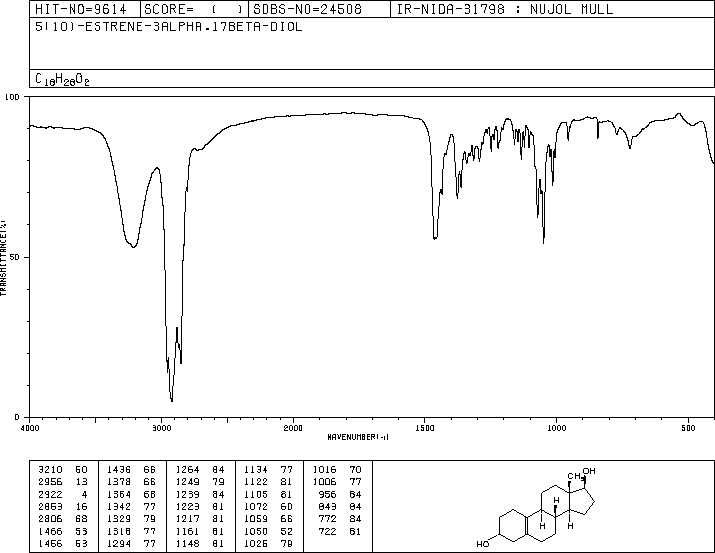 HIT-NO=9614 SCORE= ( ) SDBS-NO=24508 IR-NIDA-31798 : NUJOL MULL
5(10)-ESTRENE-3ALPHA,17BETA-DIOL
C18H28O2
100
50
0
TRANSMITTANCE(%)
4000 3000 2000 1500 1000 500
WAVENUMBER(-1)
3210 50 1436 66 1264 84 1134 77 1016 70
2956 13 1378 66 1249 79 1122 81 1006 77
2922 4 1364 68 1239 84 1105 81 956 84
2853 16 1342 77 1223 81 1072 60 843 84
2806 68 1329 79 1217 81 1059 66 772 84
1466 53 1318 77 1161 81 1050 52 722 81
1456 53 1294 77 1148 81 1026 79
OH
CH3
H
H
H
HO